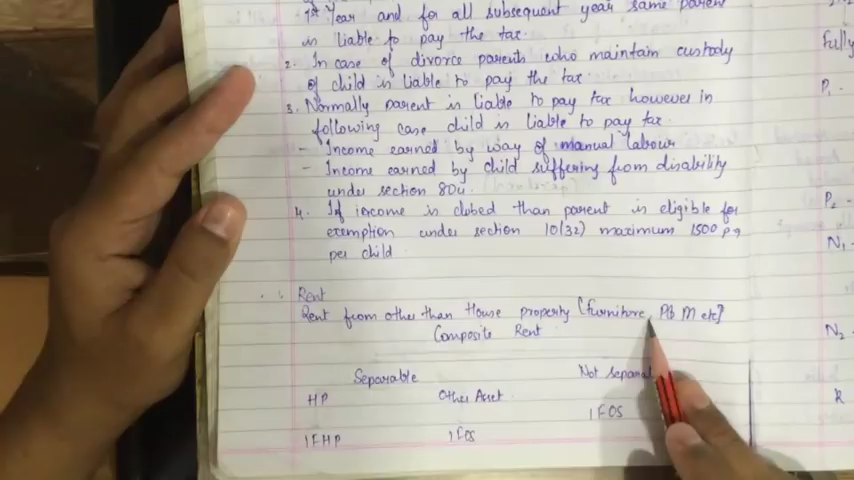 1st Year and for all subsequent year same parent
is liable to pay the tax.
2. In case of divorce parents who maintain custody
of child is liable to pay the tax
3. Normally parent is liable to pay tax however in
following case child is liable to pay tax.
- Income earned by way of manual labour
- Income earned by child suffering from disability
under section 80u.
4. If income is clubed than parent is eligible for
exemption under section 10(32) maximum 1500 p.a
per child
Rent
Rent from other than House property [furniture, P& M etc]
Composite Rent
Separable Not separa
HP Other Asset
IFOS
IFHP IFOS
fully
P1 -
P2 -
N1 -
N2 -